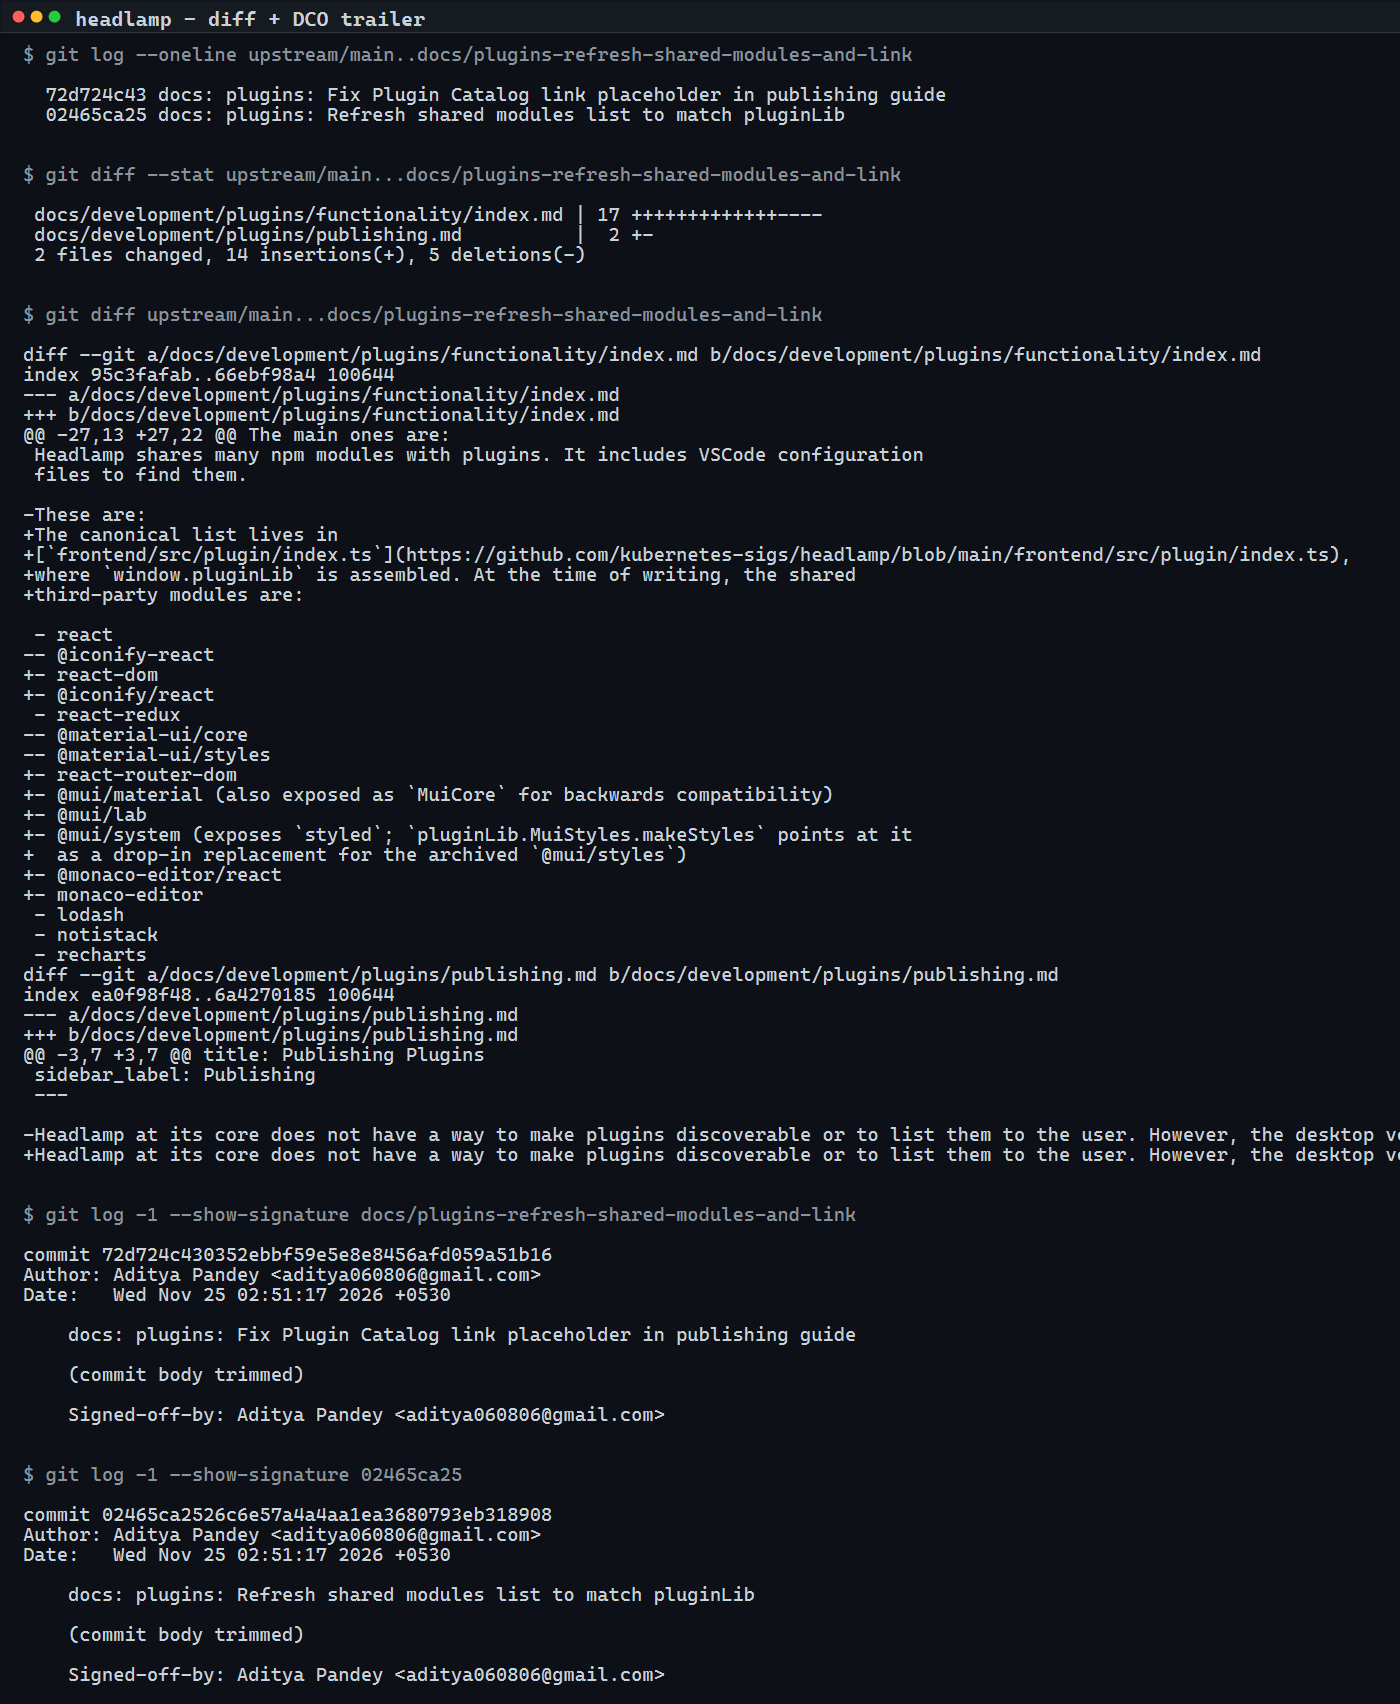 headlamp - diff + DCO trailer
$ git log --oneline upstream/main..docs/plugins-refresh-shared-modules-and-link
72d724c43 docs: plugins: Fix Plugin Catalog link placeholder in publishing guide
02465ca25 docs: plugins: Refresh shared modules list to match pluginLib
$ git diff --stat upstream/main...docs/plugins-refresh-shared-modules-and-link
docs/development/plugins/functionality/index.md | 17 +++++++++++++----
docs/development/plugins/publishing.md          |  2 +-
2 files changed, 14 insertions(+), 5 deletions(-)
$ git diff upstream/main...docs/plugins-refresh-shared-modules-and-link
diff --git a/docs/development/plugins/functionality/index.md b/docs/development/plugins/functionality/index.md
index 95c3fafab..66ebf98a4 100644
--- a/docs/development/plugins/functionality/index.md
+++ b/docs/development/plugins/functionality/index.md
@@ -27,13 +27,22 @@ The main ones are:
 Headlamp shares many npm modules with plugins. It includes VSCode configuration
 files to find them.
-These are:
+The canonical list lives in
+[`frontend/src/plugin/index.ts`](https://github.com/kubernetes-sigs/headlamp/blob/main/frontend/src/plugin/index.ts),
+where `window.pluginLib` is assembled. At the time of writing, the shared
+third-party modules are:
 - react
-- @iconify-react
+- react-dom
+- @iconify/react
 - react-redux
-- @material-ui/core
-- @material-ui/styles
+- react-router-dom
+- @mui/material (also exposed as `MuiCore` for backwards compatibility)
+- @mui/lab
+- @mui/system (exposes `styled`; `pluginLib.MuiStyles.makeStyles` points at it
+  as a drop-in replacement for the archived `@mui/styles`)
+- @monaco-editor/react
+- monaco-editor
 - lodash
 - notistack
 - recharts
diff --git a/docs/development/plugins/publishing.md b/docs/development/plugins/publishing.md
index ea0f98f48..6a4270185 100644
--- a/docs/development/plugins/publishing.md
+++ b/docs/development/plugins/publishing.md
@@ -3,7 +3,7 @@ title: Publishing Plugins
 sidebar_label: Publishing
 ---
-Headlamp at its core does not have a way to make plugins discoverable or to list them to the user. However, the desktop
+Headlamp at its core does not have a way to make plugins discoverable or to list them to the user. However, the desktop
$ git log -1 --show-signature docs/plugins-refresh-shared-modules-and-link
commit 72d724c430352ebbf59e5e8e8456afd059a51b16
Author: Aditya Pandey <aditya060806@gmail.com>
Date:   Wed Nov 25 02:51:17 2026 +0530
docs: plugins: Fix Plugin Catalog link placeholder in publishing guide
(commit body trimmed)
Signed-off-by: Aditya Pandey <aditya060806@gmail.com>
$ git log -1 --show-signature 02465ca25
commit 02465ca2526c6e57a4a4aa1ea3680793eb318908
Author: Aditya Pandey <aditya060806@gmail.com>
Date:   Wed Nov 25 02:51:17 2026 +0530
docs: plugins: Refresh shared modules list to match pluginLib
(commit body trimmed)
Signed-off-by: Aditya Pandey <aditya060806@gmail.com>